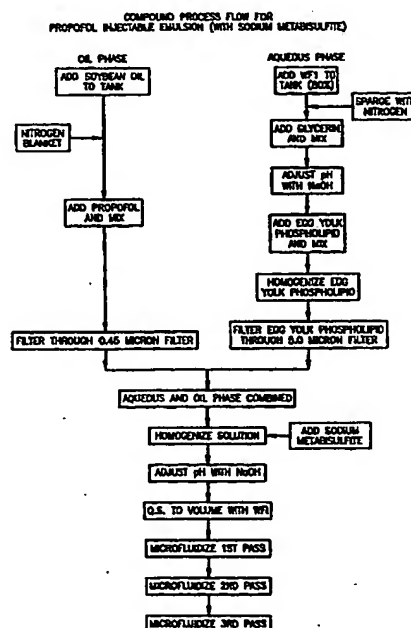 COMPOUND PROCESS FLOW FOR
PROPOFOL INJECTABLE EMULSION (WITH SODIUM METABISULFITE)
OIL PHASE
ADD SOYBEAN OIL
TO TANK
NITROGEN
BLANKET
ADD PROPOFOL
AND MIX
FILTER THROUGH 0.45 MICRON FILTER
AQUEOUS PHASE
ADD WFI TO
TANK (80%)
SPARGE WITH
NITROGEN
ADD GLYCERIN
AND MIX
ADJUST pH
WITH NaOH
ADD EGG YOLK
PHOSPHOLIPID
AND MIX
HOMOGENIZE EGG
YOLK PHOSPHOLIPID
FILTER EGG YOLK PHOSPHOLIPID
THROUGH 5.0 MICRON FILTER
AQUEOUS AND OIL PHASE COMBINED
HOMOGENIZE SOLUTION
ADD SODIUM
METABISULFITE
ADJUST pH WITH NaOH
Q.S. TO VOLUME WITH WFI
MICROFLUIDIZE 1ST PASS
MICROFLUIDIZE 2ND PASS
MICROFLUIDIZE 3RD PASS